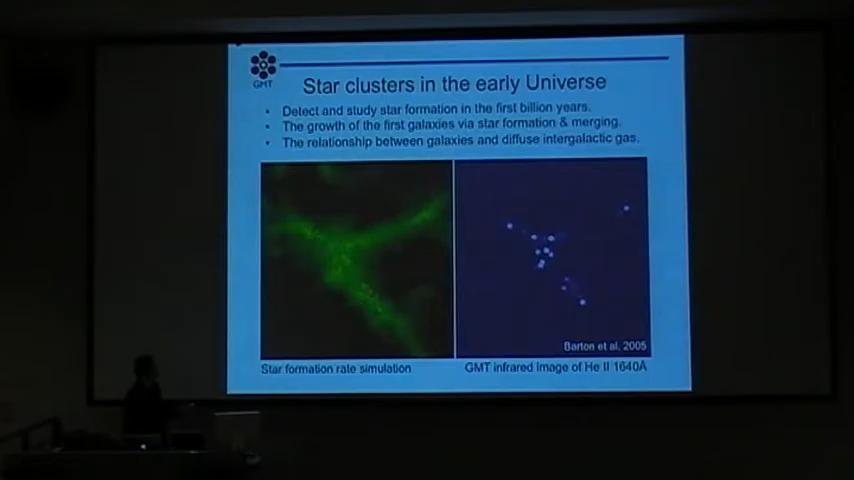 GMT
Star clusters in the early Universe
• Detect and study star formation in the first billion years.
• The growth of the first galaxies via star formation & merging.
• The relationship between galaxies and diffuse intergalactic gas.
Barton et al, 2005
Star formation rate simulation
GMT infrared image of He II 1640A